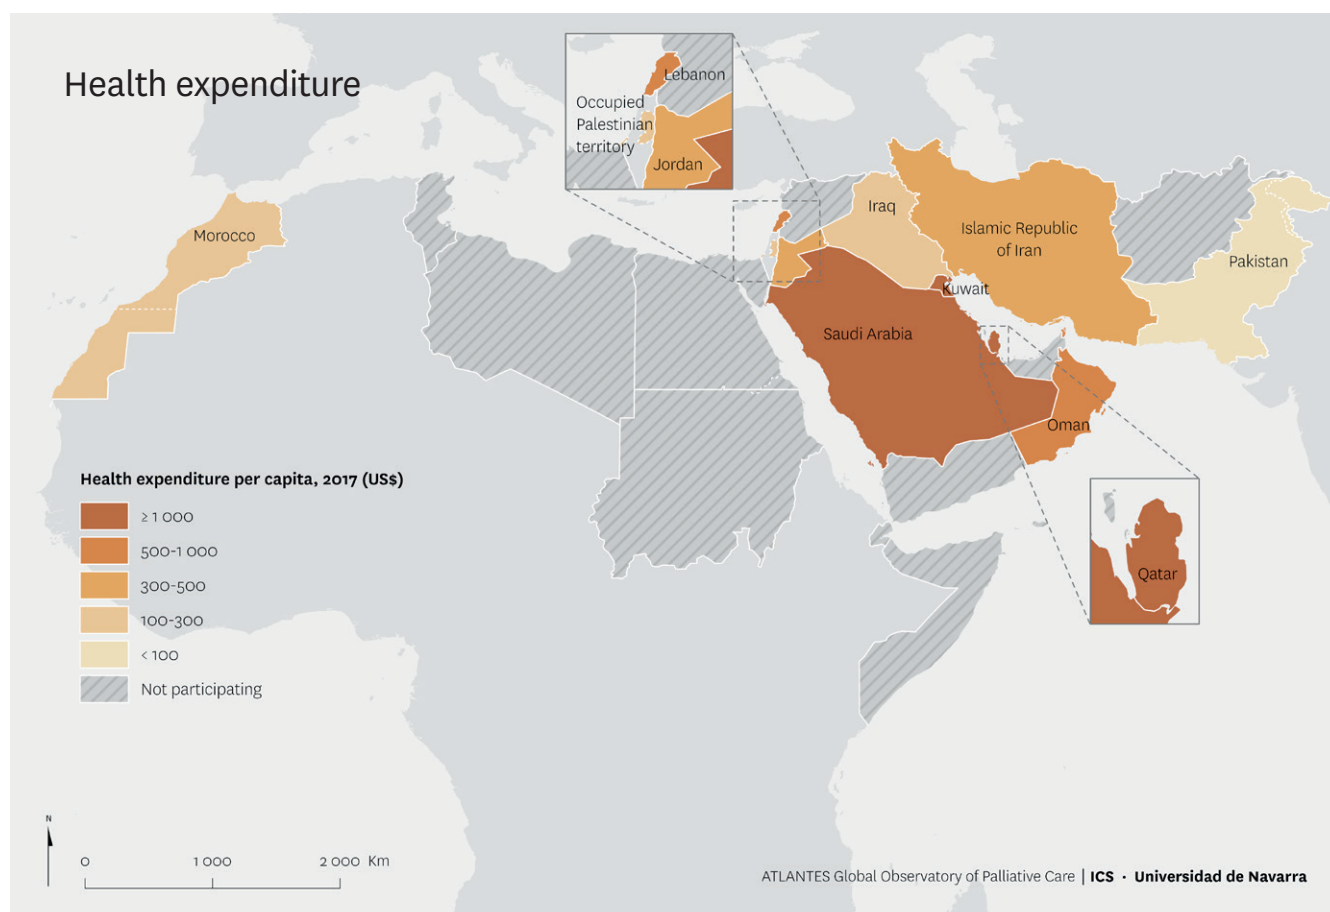 Health expenditure
Lebanon
Occupied
Palestinian
territory
Jordan
Morocco
Iraq
Islamic Republic
of Iran
Pakistan
Kuwait
Saudi Arabia
Oman
Qatar
Health expenditure per capita, 2017 (US$)
≥ 1 000
500-1 000
300-500
100-300
< 100
Not participating
N
0 1 000 2 000 Km
ATLANTES Global Observatory of Palliative Care | ICS · Universidad de Navarra